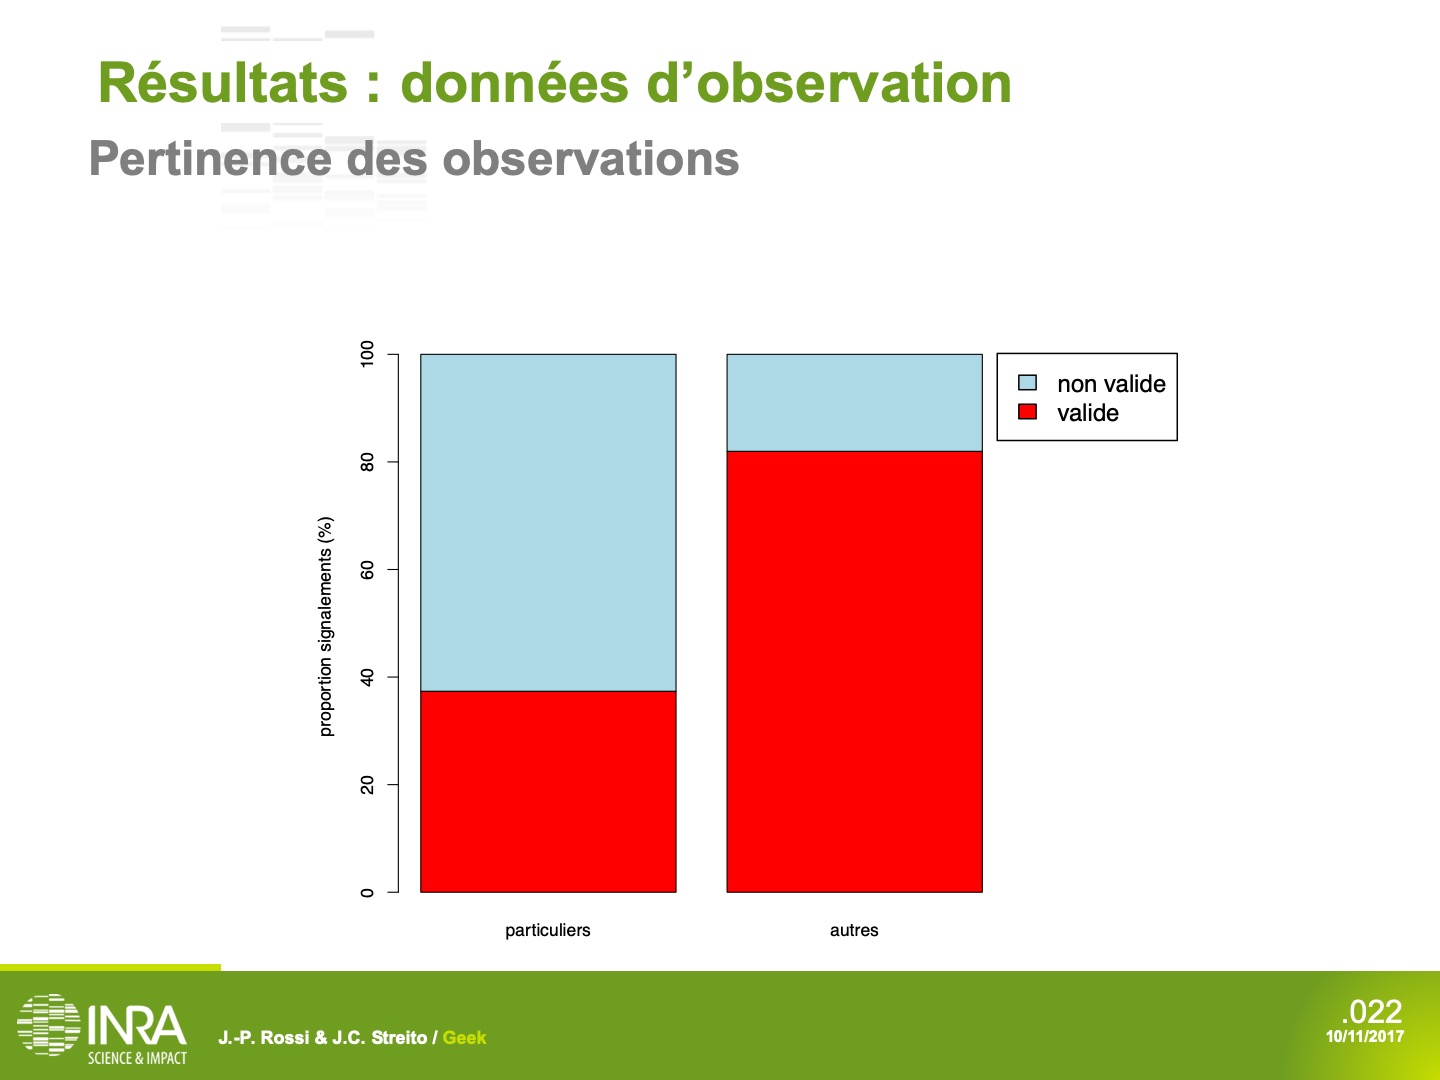 Résultats : données d’observation
Pertinence des observations
proportion signalements (%)
100
80
60
40
20
0
non valide
valide
particuliers
autres
INRA
SCIENCE & IMPACT
J.-P. Rossi & J.C. Streito / Geek
.022
10/11/2017